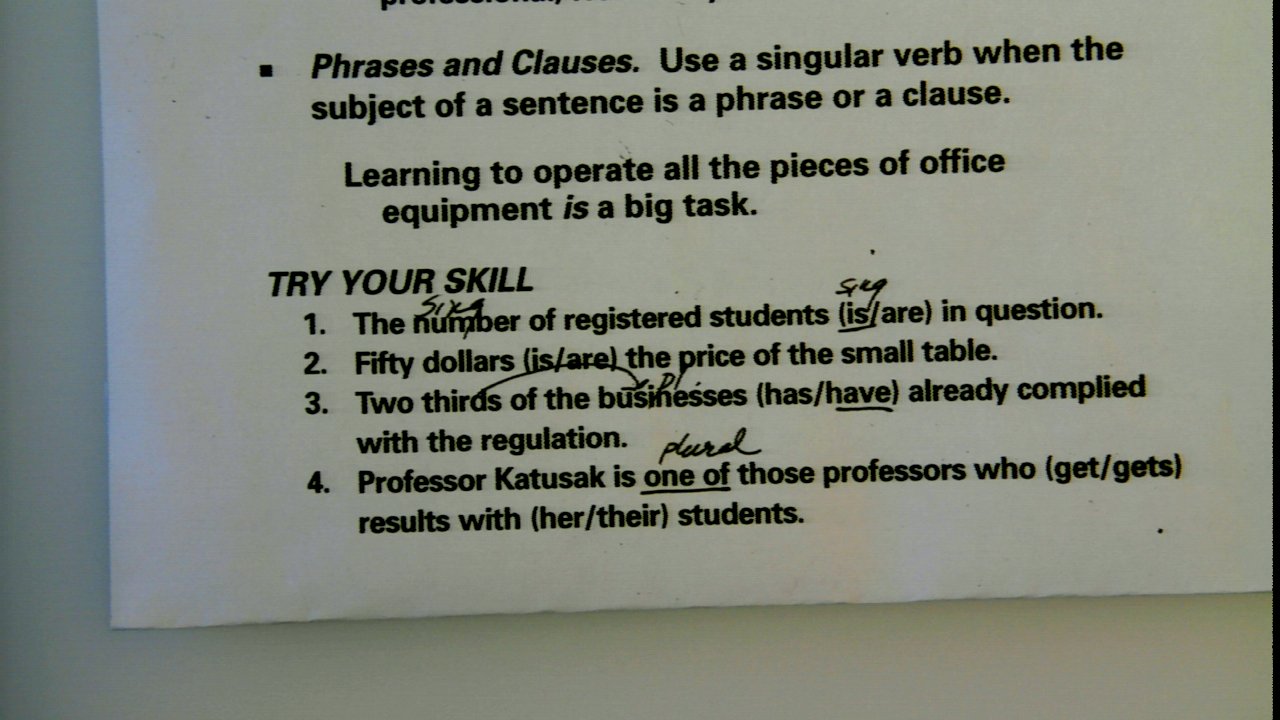 ▪ Phrases and Clauses. Use a singular verb when the
subject of a sentence is a phrase or a clause.
Learning to operate all the pieces of office
equipment is a big task.
TRY YOUR SKILL
sing sing
1. The number of registered students (is/are) in question.
2. Fifty dollars (is/are) the price of the small table.
pl
3. Two thirds of the businesses (has/have) already complied
with the regulation.
plural
4. Professor Katusak is one of those professors who (get/gets)
results with (her/their) students.